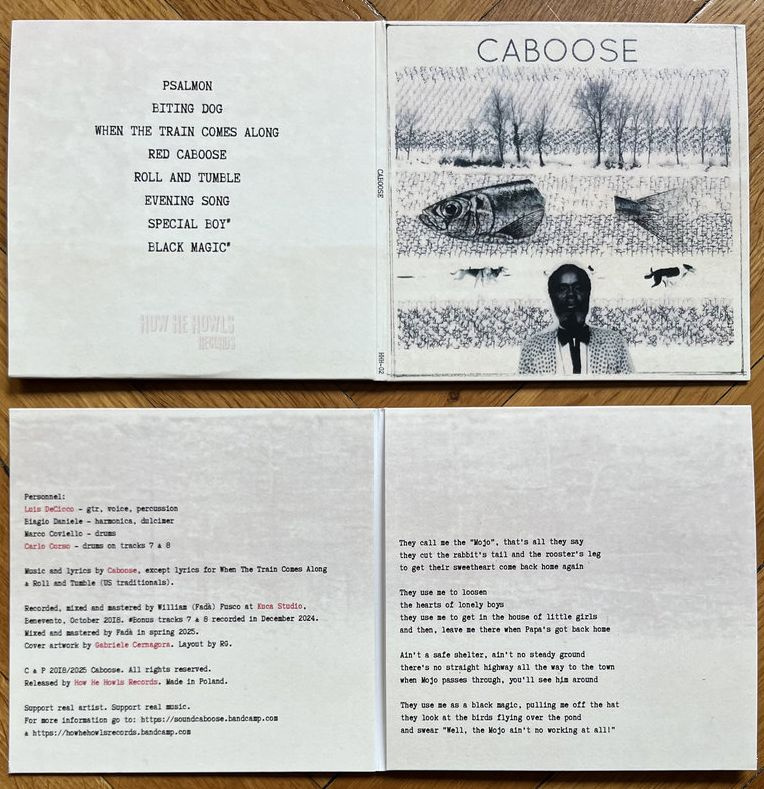 PSALMON
BITING DOG
WHEN THE TRAIN COMES ALONG
RED CABOOSE
ROLL AND TUMBLE
EVENING SONG
SPECIAL BOY#
BLACK MAGIC#
HOW HE HOWLS
RECORDS
CABOOSE
HHH-02
CABOOSE
Personnel:
Luis DeCicco - gtr, voice, percussion
Biagio Daniele - harmonica, dulcimer
Marco Coviello - drums
Carlo Corso - drums on tracks 7 & 8
Music and lyrics by Caboose, except lyrics for When The Train Comes Along
& Roll and Tumble (US traditionals).
Recorded, mixed and mastered by William (Fadà) Fusco at Kuca Studio,
Benevento, October 2018. #Bonus tracks 7 & 8 recorded in December 2024.
Mixed and mastered by Fadà in spring 2025.
Cover artwork by Gabriele Cernagora. Layout by RG.
C & P 2018/2025 Caboose. All rights reserved.
Released by How He Howls Records. Made in Poland.
Support real artist. Support real music.
For more information go to: https://soundcaboose.bandcamp.com
& https://howhehowlsrecords.bandcamp.com
They call me the "Mojo", that's all they say
they cut the rabbit's tail and the rooster's leg
to get their sweetheart come back home again
They use me to loosen
the hearts of lonely boys
they use me to get in the house of little girls
and then, leave me there when Papa's got back home
Ain't a safe shelter, ain't no steady ground
there's no straight highway all the way to the town
when Mojo passes through, you'll see him around
They use me as a black magic, pulling me off the hat
they look at the birds flying over the pond
and swear "Well, the Mojo ain't no working at all!"